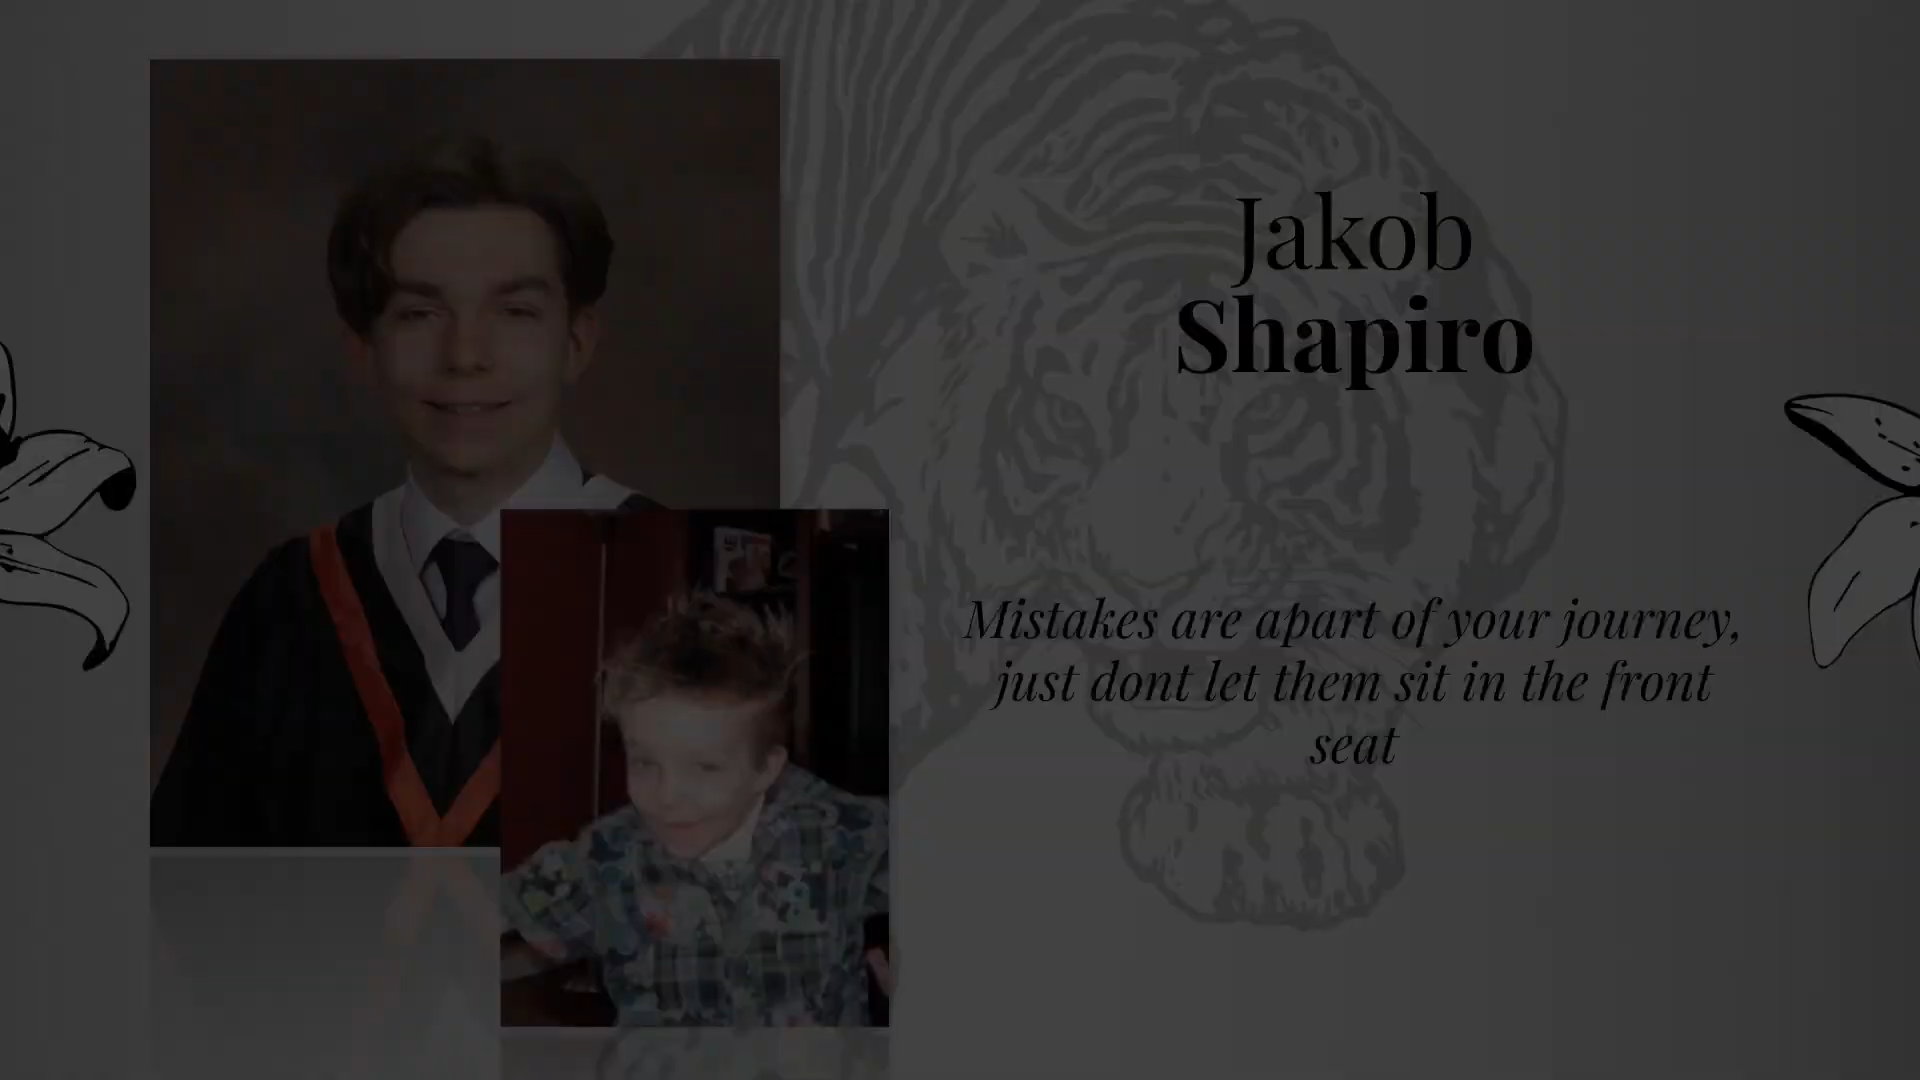 Jakob
Shapiro
Mistakes are apart of your journey,
just dont let them sit in the front
seat